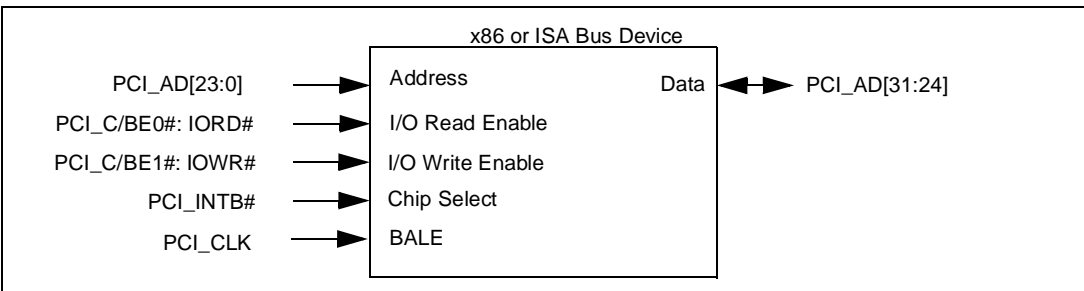 x86 or ISA Bus Device
PCI_AD[23:0] Address Data PCI_AD[31:24]
PCI_C/BE0#: IORD# I/O Read Enable
PCI_C/BE1#: IOWR# I/O Write Enable
PCI_INTB# Chip Select
PCI_CLK BALE